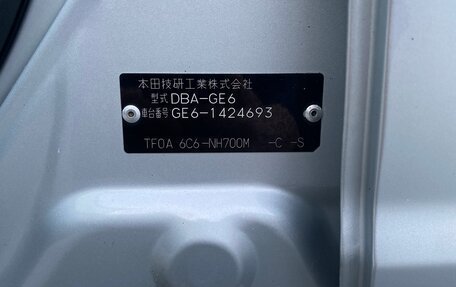 本田技研工業株式会社
型式 DBA-GE6
車台番号 GE6-1424693
TF0A 6C6-NH700M -C -S